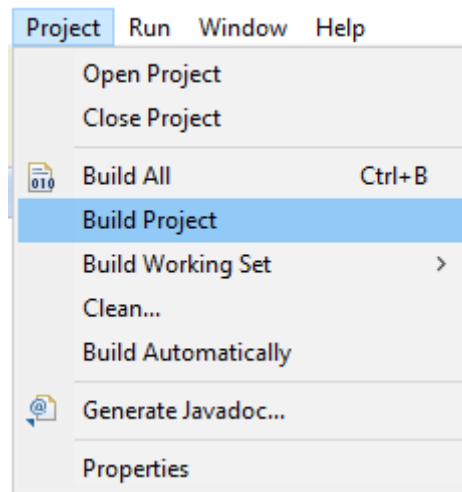 Project Run Window Help
Open Project
Close Project
010 Build All Ctrl+B
Build Project
Build Working Set >
Clean...
Build Automatically
@ Generate Javadoc...
Properties